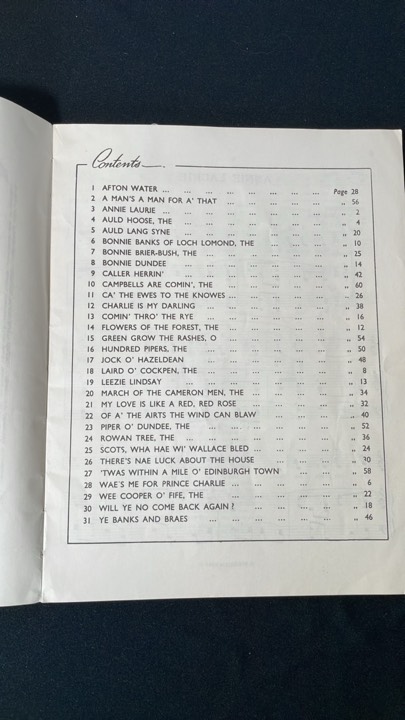 Contents
1 AFTON WATER ... ... ... ... ... ... ... ... Page 28
2 A MAN'S A MAN FOR A' THAT ... ... ... ... ... „ 56
3 ANNIE LAURIE ... ... ... ... ... ... ... ... „ 2
4 AULD HOOSE, THE ... ... ... ... ... ... ... „ 4
5 AULD LANG SYNE ... ... ... ... ... ... ... „ 20
6 BONNIE BANKS OF LOCH LOMOND, THE ... ... ... ... „ 10
7 BONNIE BRIER-BUSH, THE ... ... ... ... ... ... „ 25
8 BONNIE DUNDEE ... ... ... ... ... ... ... „ 14
9 CALLER HERRIN' ... ... ... ... ... ... ... „ 42
10 CAMPBELLS ARE COMIN', THE ... ... ... ... ... „ 60
11 CA' THE EWES TO THE KNOWES ... ... ... ... ... „ 26
12 CHARLIE IS MY DARLING ... ... ... ... ... ... „ 38
13 COMIN' THRO' THE RYE ... ... ... ... ... ... „ 16
14 FLOWERS OF THE FOREST, THE ... ... ... ... ... „ 12
15 GREEN GROW THE RASHES, O ... ... ... ... ... „ 54
16 HUNDRED PIPERS, THE ... ... ... ... ... ... „ 50
17 JOCK O' HAZELDEAN ... ... ... ... ... ... „ 48
18 LAIRD O' COCKPEN, THE ... ... ... ... ... ... „ 8
19 LEEZIE LINDSAY ... ... ... ... ... ... ... „ 13
20 MARCH OF THE CAMERON MEN, THE ... ... ... ... „ 34
21 MY LOVE IS LIKE A RED, RED ROSE ... ... ... ... „ 32
22 OF A' THE AIRTS THE WIND CAN BLAW ... ... ... ... „ 40
23 PIPER O' DUNDEE, THE ... ... ... ... ... ... „ 52
24 ROWAN TREE, THE ... ... ... ... ... ... ... „ 36
25 SCOTS, WHA HAE WI' WALLACE BLED ... ... ... ... „ 24
26 THERE'S NAE LUCK ABOUT THE HOUSE ... ... ... ... „ 30
27 'TWAS WITHIN A MILE O' EDINBURGH TOWN ... ... ... „ 58
28 WAE'S ME FOR PRINCE CHARLIE ... ... ... ... ... „ 6
29 WEE COOPER O' FIFE, THE ... ... ... ... ... „ 22
30 WILL YE NO COME BACK AGAIN? ... ... ... ... ... „ 18
31 YE BANKS AND BRAES ... ... ... ... ... ... „ 46